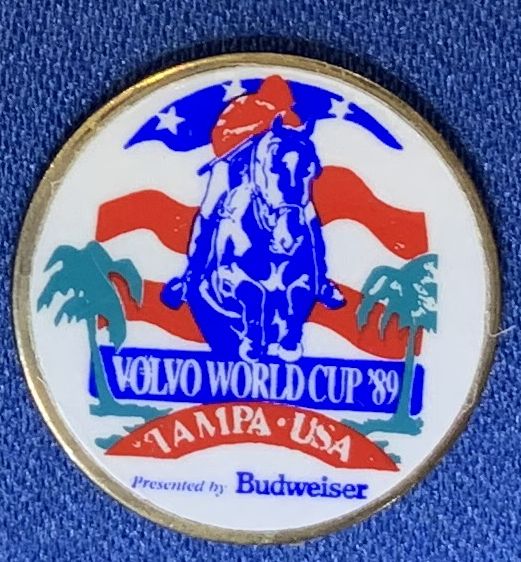 VOLVO WORLD CUP '89
TAMPA · USA
Presented by Budweiser